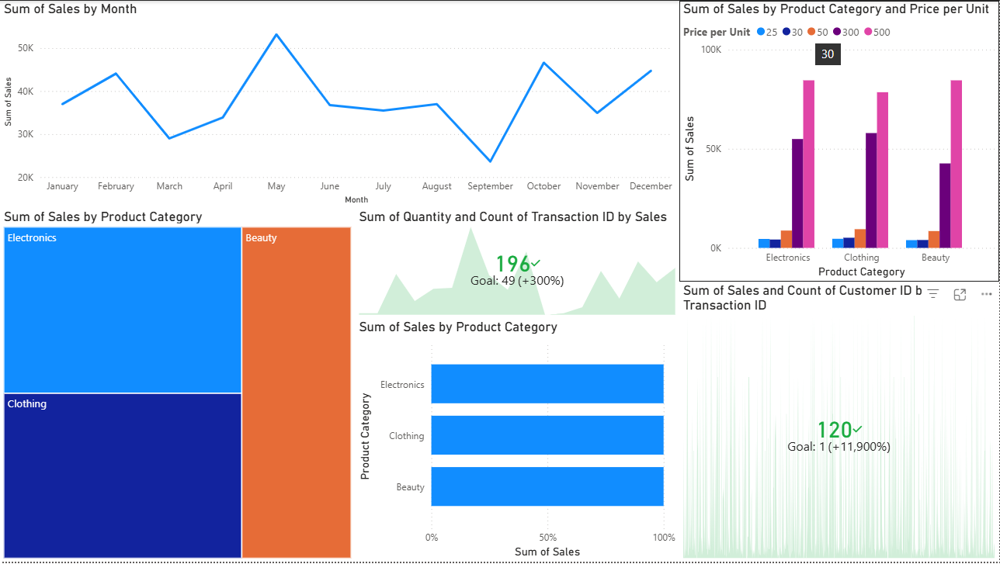 Sum of Sales by Month
50K
40K
30K
20K
Sum of Sales
January February March April May June July August September October November December
Month
Sum of Sales by Product Category and Price per Unit
Price per Unit 25 30 50 300 500
30
100K
50K
0K
Sum of Sales
Electronics Clothing Beauty
Product Category
Sum of Sales by Product Category
Electronics
Beauty
Clothing
Sum of Quantity and Count of Transaction ID by Sales
196
Goal: 49 (+300%)
Sum of Sales by Product Category
Product Category
Electronics
Clothing
Beauty
0% 50% 100%
Sum of Sales
Sum of Sales and Count of Customer ID b
Transaction ID
120
Goal: 1 (+11,900%)